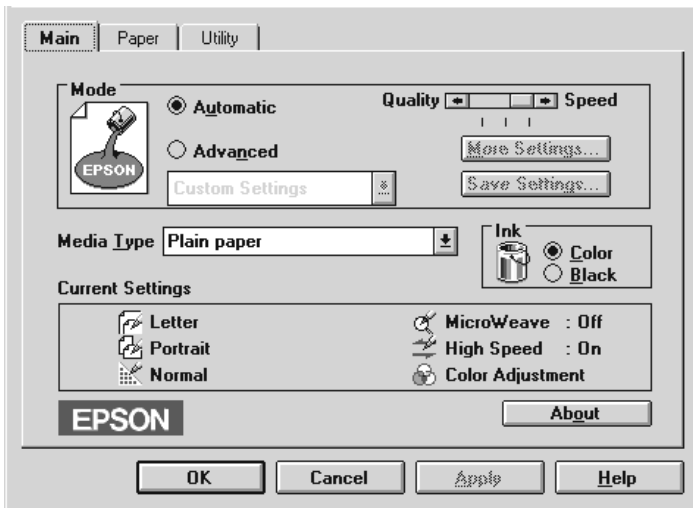 Main Paper Utility
Mode
EPSON
Automatic
Quality Speed
Advanced
More Settings...
Custom Settings
Save Settings...
Media Type Plain paper
Ink
Color
Black
Current Settings
Letter MicroWeave : Off
Portrait High Speed : On
Normal Color Adjustment
EPSON About
OK Cancel Apply Help